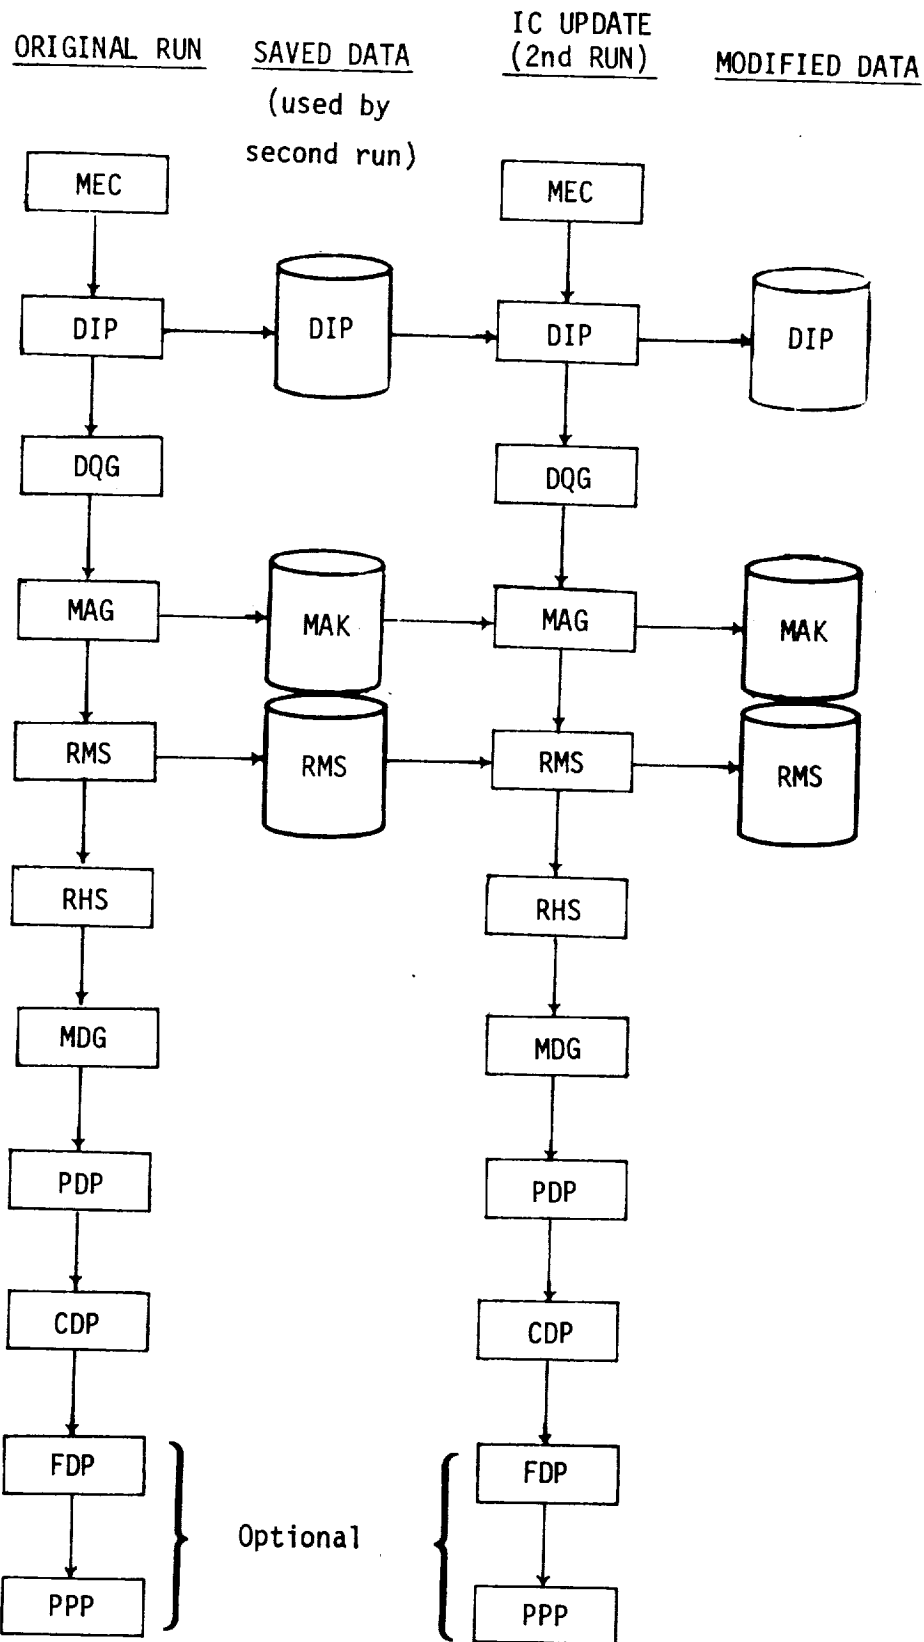 ORIGINAL RUN
SAVED DATA
(used by
second run)
IC UPDATE
(2nd RUN)
MODIFIED DATA
MEC
MEC
DIP
DIP
DIP
DIP
DQG
DQG
MAG
MAK
MAG
MAK
RMS
RMS
RMS
RMS
RHS
RHS
MDG
MDG
PDP
PDP
CDP
CDP
FDP
FDP
Optional
PPP
PPP